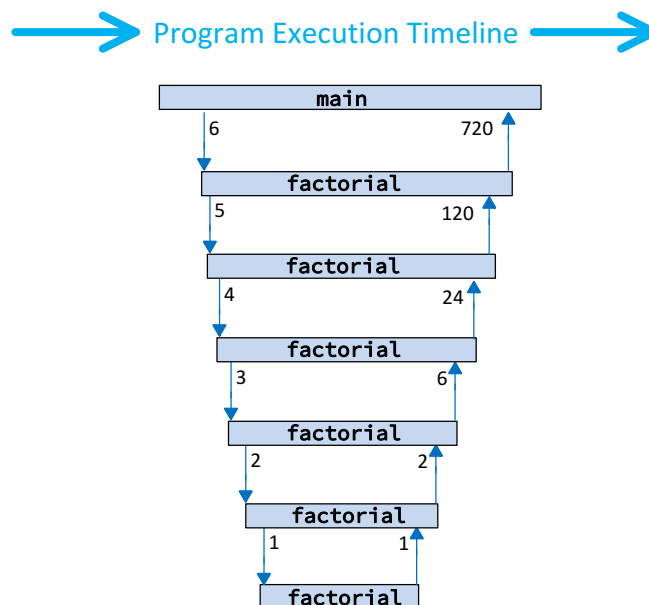 Program Execution Timeline
main
6 720
factorial
5 120
factorial
4 24
factorial
3 6
factorial
2 2
factorial
1 1
factorial